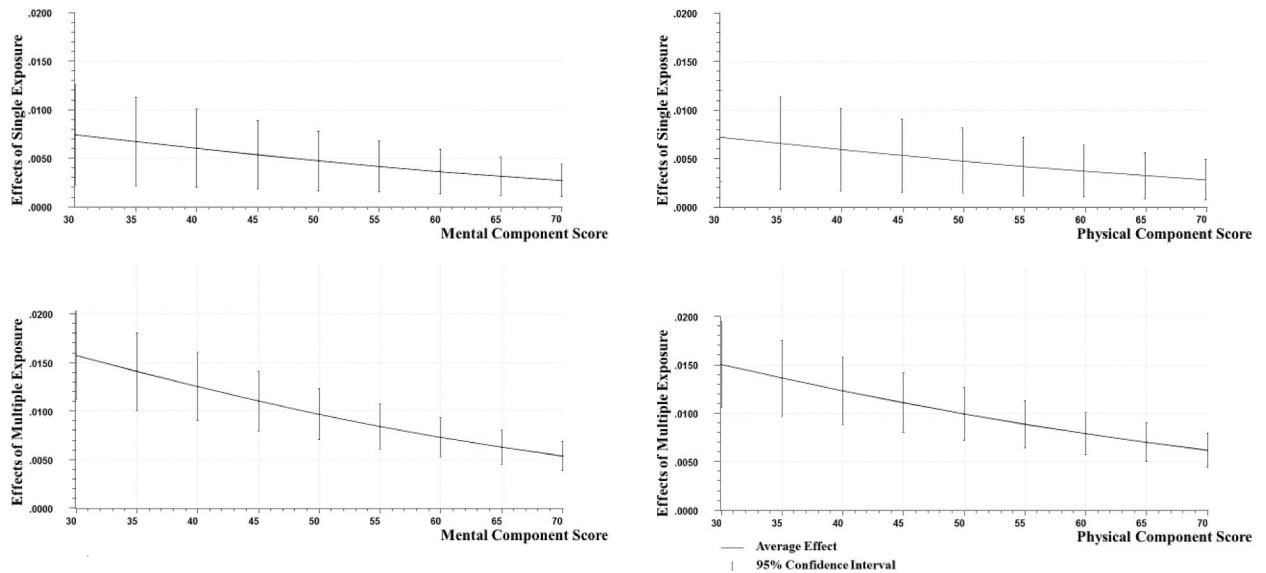 Effects of Single Exposure
.0200
.0150
.0100
.0050
.0000
30 35 40 45 50 55 60 65 70
Mental Component Score
Effects of Single Exposure
.0200
.0150
.0100
.0050
.0000
30 35 40 45 50 55 60 65 70
Physical Component Score
Effects of Multiple Exposure
.0200
.0150
.0100
.0050
.0000
30 35 40 45 50 55 60 65 70
Mental Component Score
Effects of Multiple Exposure
.0200
.0150
.0100
.0050
.0000
30 35 40 45 50 55 60 65 70
Physical Component Score
Average Effect
95% Confidence Interval